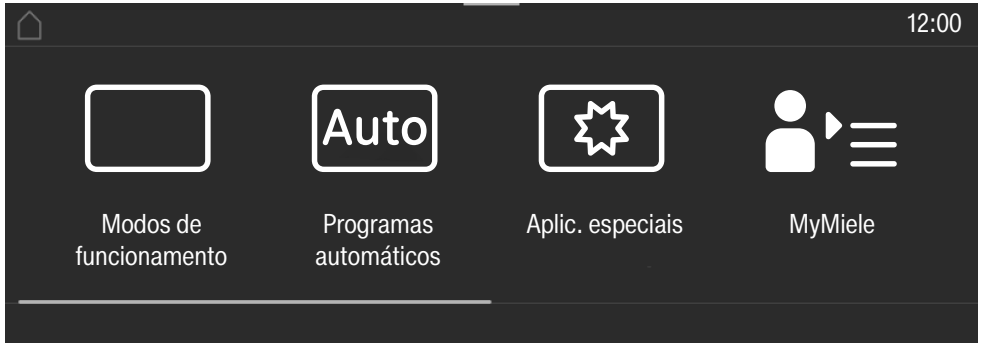 12:00
Auto
Modos de
funcionamento
Programas
automáticos
Aplic. especiais
MyMiele